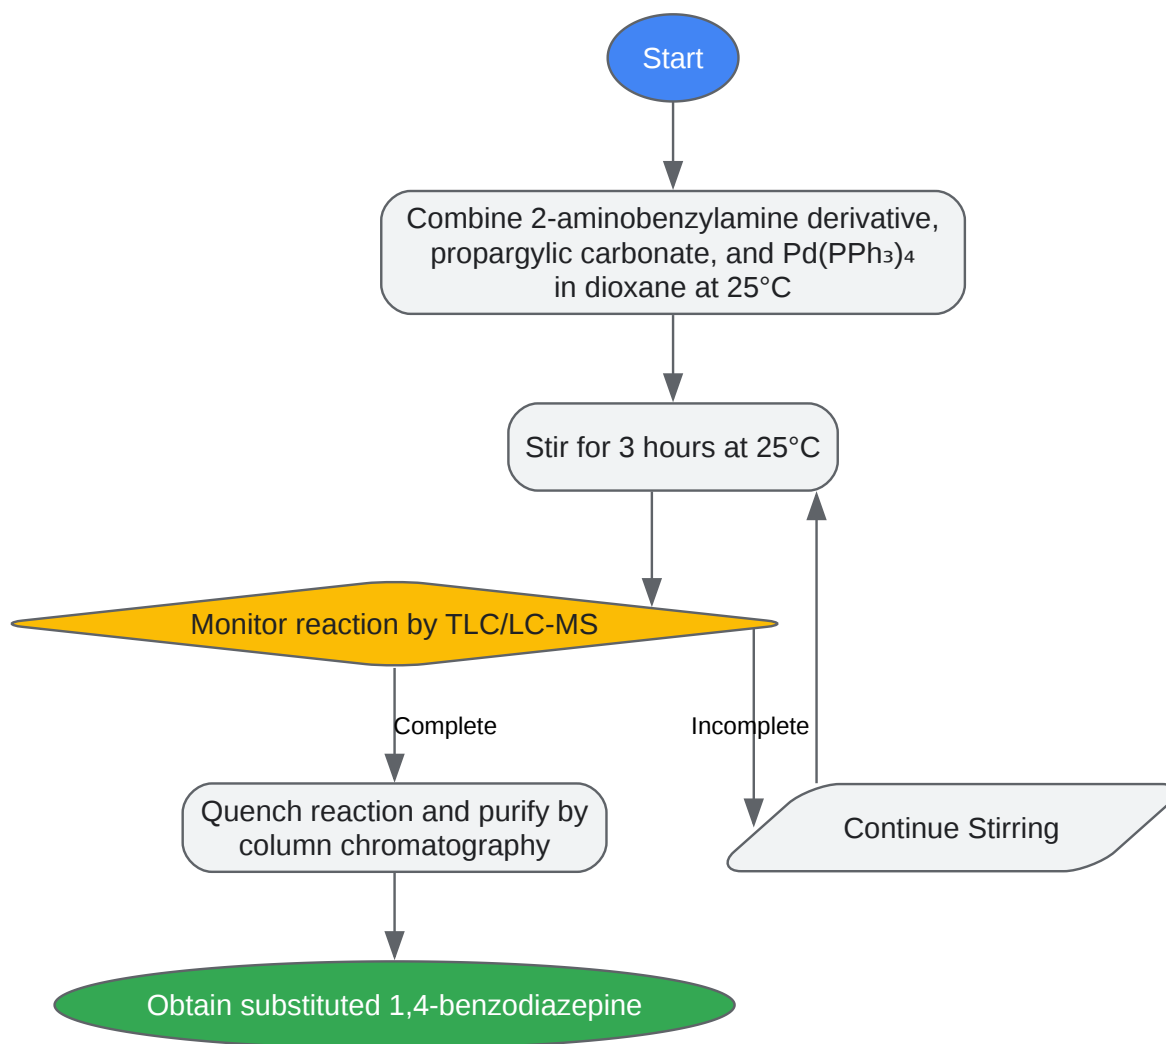 Start
Combine 2-aminobenzylamine derivative,
propargylic carbonate, and Pd(PPh₃)₄
in dioxane at 25°C
Stir for 3 hours at 25°C
Monitor reaction by TLC/LC-MS
Complete
Incomplete
Quench reaction and purify by
column chromatography
Continue Stirring
Obtain substituted 1,4-benzodiazepine